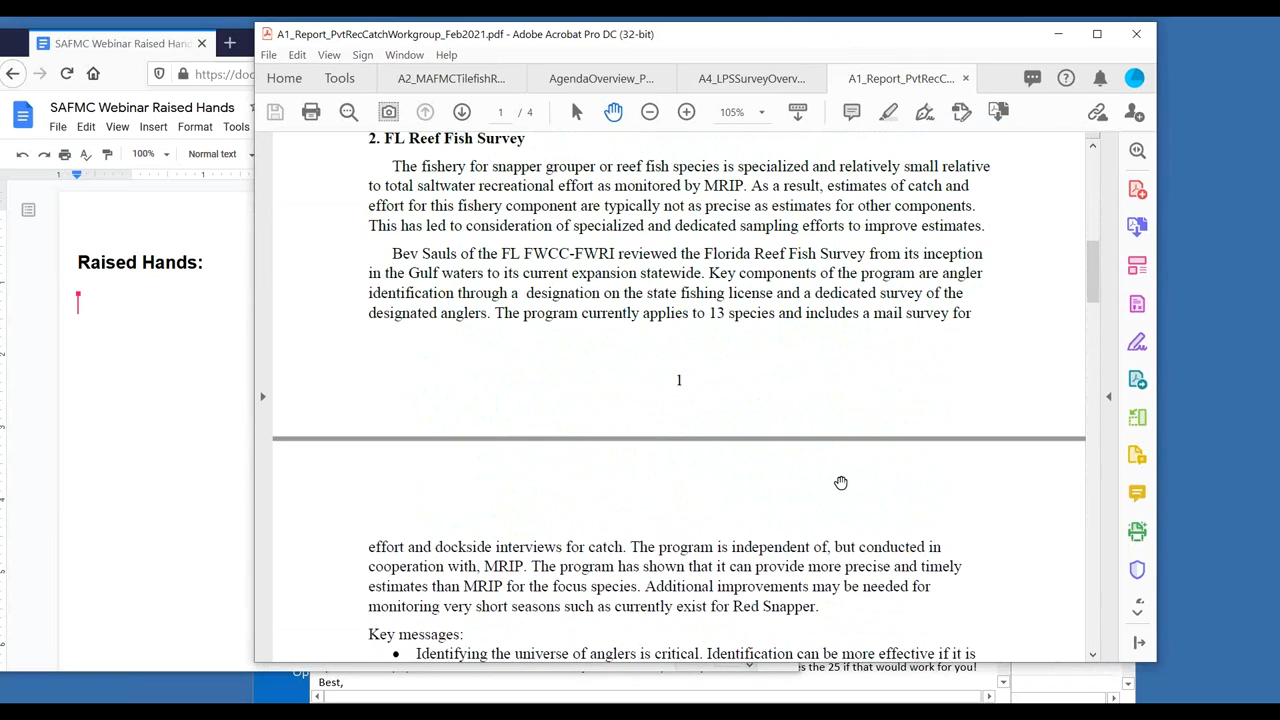 A1_Report_PvtRecCatchWorkgroup_Feb2021.pdf - Adobe Acrobat Pro DC (32-bit)
SAFMC Webinar Raised Hand
File Edit View Sign Window Help
Home Tools A2_MAFMCTilefishR... AgendaOverview_P... A4_LPSSurveyOverv... A1_Report_PvtRecC...
https://doc
SAFMC Webinar Raised Hands
1 / 4 105%
File Edit View Insert Format Tools
100% Normal text
1 1
Raised Hands:
1
2
3
4
5
6
2. FL Reef Fish Survey
The fishery for snapper grouper or reef fish species is specialized and relatively small relative
to total saltwater recreational effort as monitored by MRIP. As a result, estimates of catch and
effort for this fishery component are typically not as precise as estimates for other components.
This has led to consideration of specialized and dedicated sampling efforts to improve estimates.
Bev Sauls of the FL FWCC-FWRI reviewed the Florida Reef Fish Survey from its inception
in the Gulf waters to its current expansion statewide. Key components of the program are angler
identification through a designation on the state fishing license and a dedicated survey of the
designated anglers. The program currently applies to 13 species and includes a mail survey for
1
effort and dockside interviews for catch. The program is independent of, but conducted in
cooperation with, MRIP. The program has shown that it can provide more precise and timely
estimates than MRIP for the focus species. Additional improvements may be needed for
monitoring very short seasons such as currently exist for Red Snapper.
Key messages:
• Identifying the universe of anglers is critical. Identification can be more effective if it is
is the 25 if that would work for you!
Best,